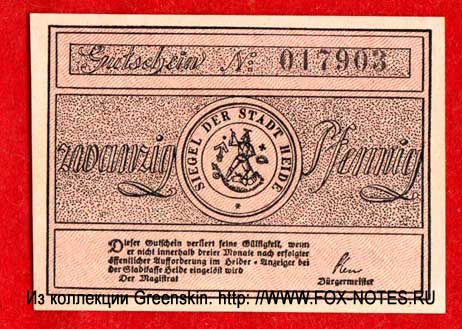 Gutschein No: 017903
zwanzig Pfennig
SIEGEL DER STADT HEIDE
Dieser Gutschein verliert seine Gültigkeit, wenn
er nicht innerhalb dreier Monate nach erfolgter
öffentlicher Aufforderung im Heider-Anzeiger bei
der Stadtkasse Heide eingelöst wird
Der Magistrat
Bürgermeister
Из коллекции Greenskin. http: //WWW.FOX-NOTES.RU